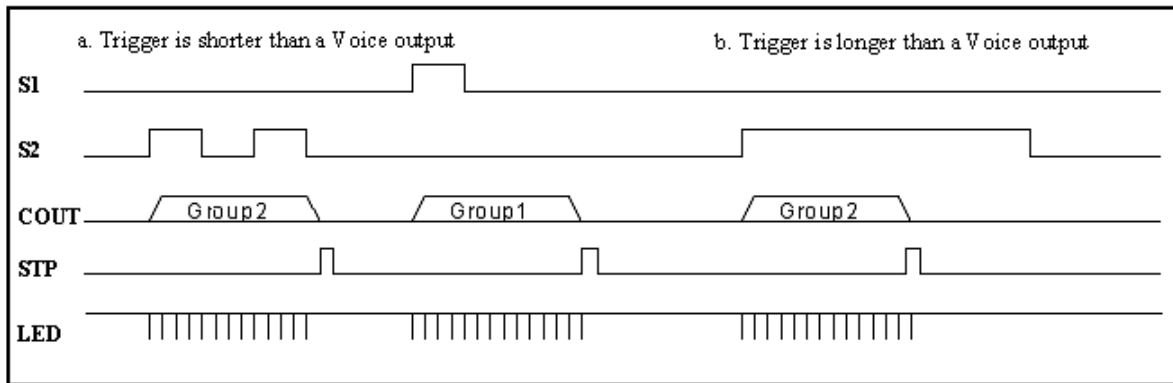 a. Trigger is shorter than a Voice output
b. Trigger is longer than a Voice output
S1
S2
COUT
Group2
Group1
Group2
STP
LED